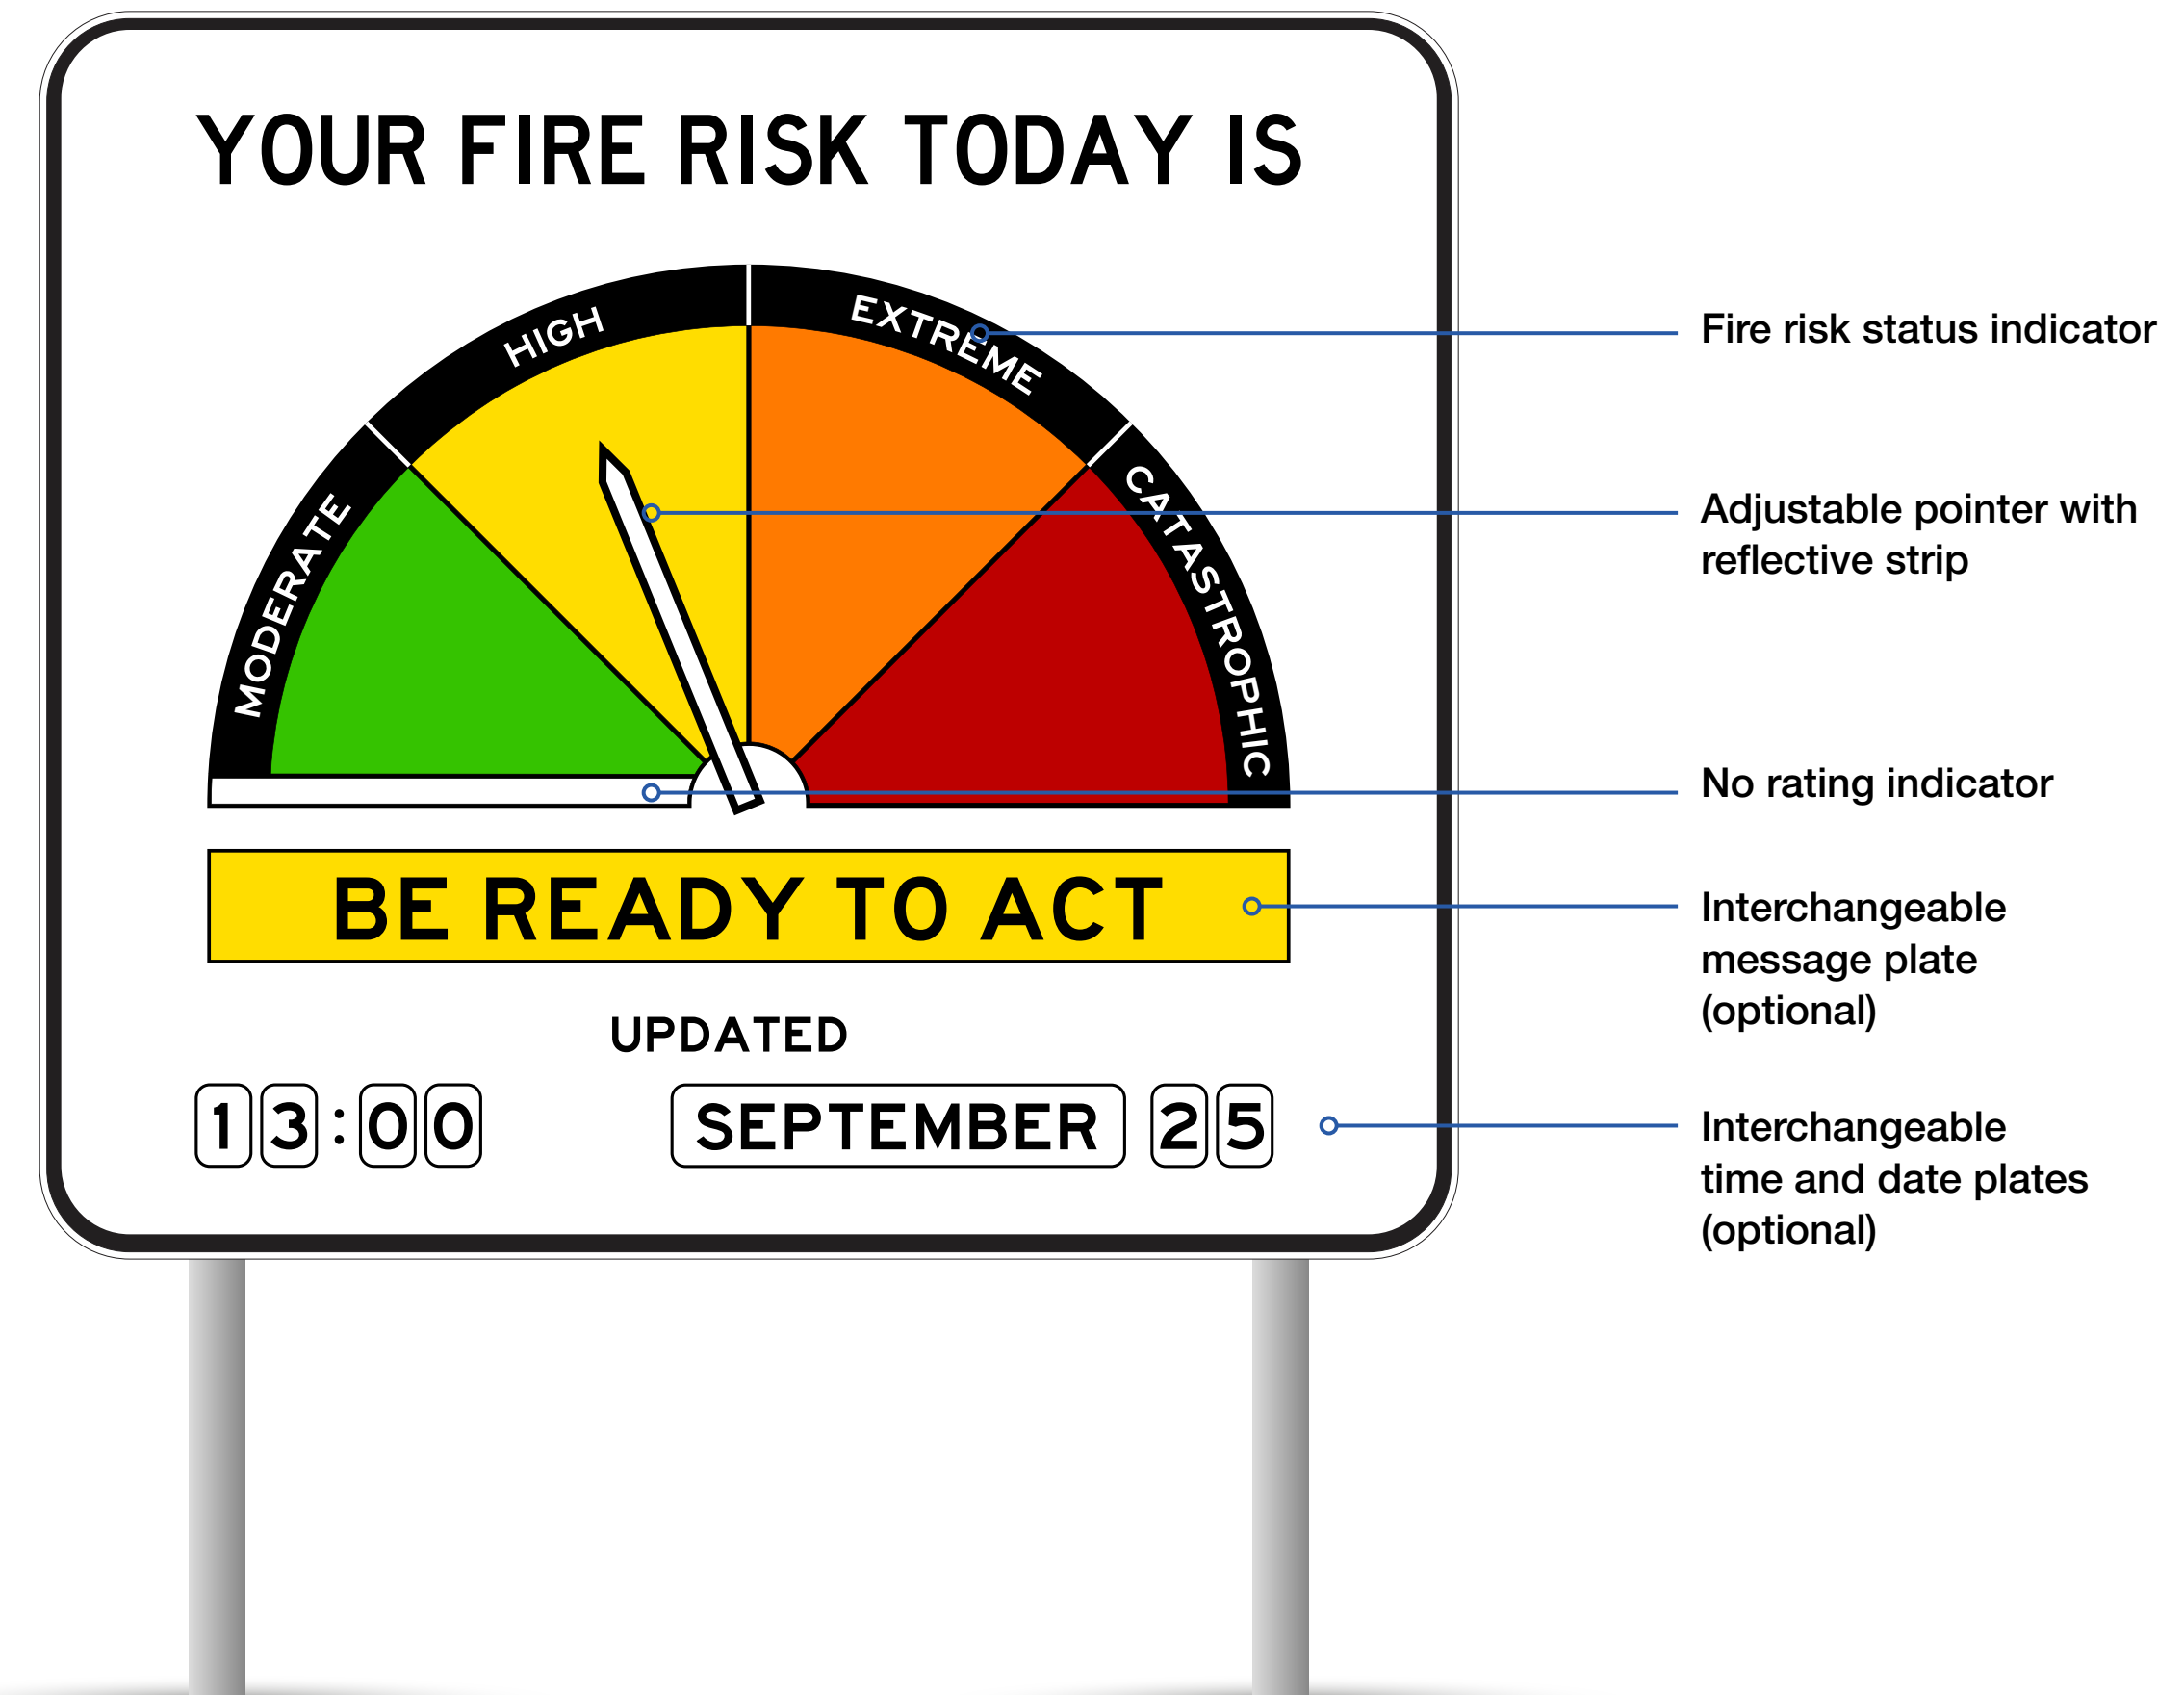 YOUR FIRE RISK TODAY IS
MODERATE
HIGH
EXTREME
CATASTROPHIC
BE READY TO ACT
UPDATED
13:00 SEPTEMBER 25
Fire risk status indicator
Adjustable pointer with
reflective strip
No rating indicator
Interchangeable
message plate
(optional)
Interchangeable
time and date plates
(optional)